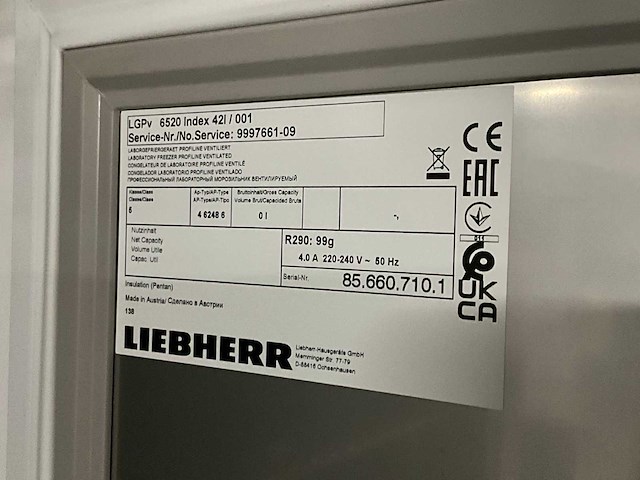 LGPv 6520 Index 42I / 001
Service-Nr./No.Service: 9997661-09
LABORGEFRIERGERÄT PROFILINE VENTILIERT
LABORATORY FREEZER PROFILINE VENTILATED
CONGELATEUR DE LABORATOIRE PROFILINE VENTILÉ
CONGELADOR LABORATORIO PROFILINE VENTILADO
ПРОФЕССИОНАЛЬНЫЙ ЛАБОРАТОРНЫЙ МОРОЗИЛЬНИК ВЕНТИЛИРУЕМЫЙ
Klasse/Class
Clase/Class
Ap-Typ/AP-Type
AP-Type/AP-Tipo
Bruttoinhalt/Gross Capacity
Volume Brut/Capacidad Bruta
4 6248 6
0 l
-,
Nutzinhalt
Net.Capacity
Volume Utile
Capac. Util
R290: 99g
4.0 A 220-240 V ~ 50 Hz
Serial-Nr.
85.660.710.1
Insulation (Pentan)
Made in Austria/ Сделано в Австрии
138
LIEBHERR
Liebherr-Hausgeräte GmbH
Memminger Str. 77-79
D-88416 Ochsenhausen
CE
EAC
UK
CA